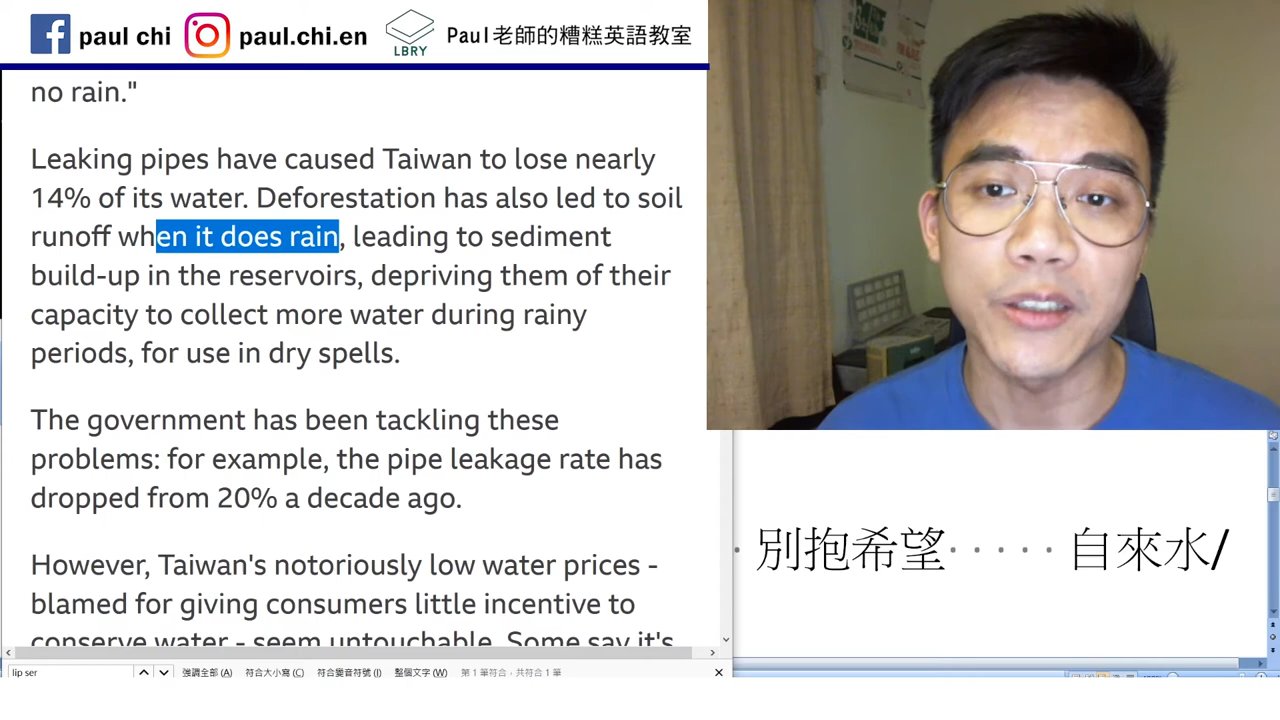 paul chi
paul.chi.en
LBRY
Paul老師的糟糕英語教室
no rain."
Leaking pipes have caused Taiwan to lose nearly
14% of its water. Deforestation has also led to soil
runoff when it does rain, leading to sediment
build-up in the reservoirs, depriving them of their
capacity to collect more water during rainy
periods, for use in dry spells.
The government has been tackling these
problems: for example, the pipe leakage rate has
dropped from 20% a decade ago.
However, Taiwan's notoriously low water prices -
blamed for giving consumers little incentive to
conserve water - seem untouchable. Some say it's
別抱希望····· 自來水/
lip ser
強調全部 (A) 符合大小寫 (C) 符合變音符號 (I) 整個文字 (W) 第 1 筆符合，共符合 1 筆